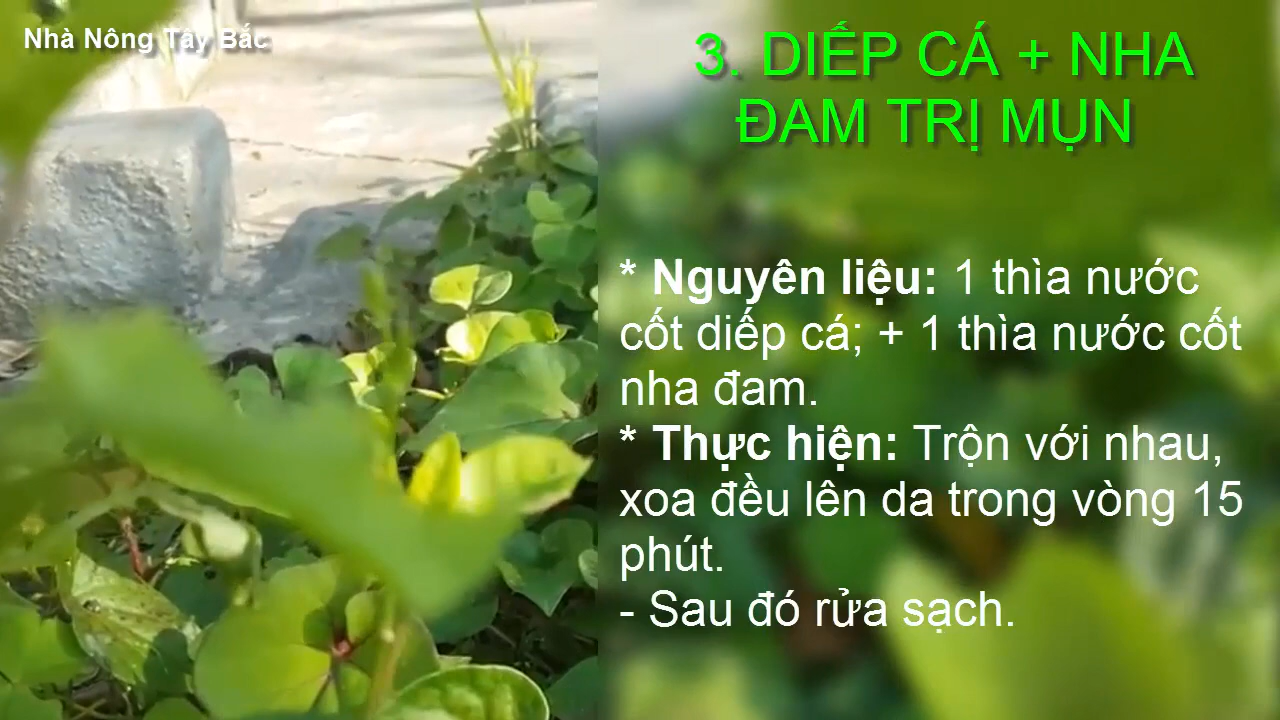 Nhà Nông Tây Bắc
3. DIẾP CÁ + NHA
ĐAM TRỊ MỤN
* Nguyên liệu: 1 thìa nước
cốt diếp cá; + 1 thìa nước cốt
nha đam.
* Thực hiện: Trộn với nhau,
xoa đều lên da trong vòng 15
phút.
- Sau đó rửa sạch.